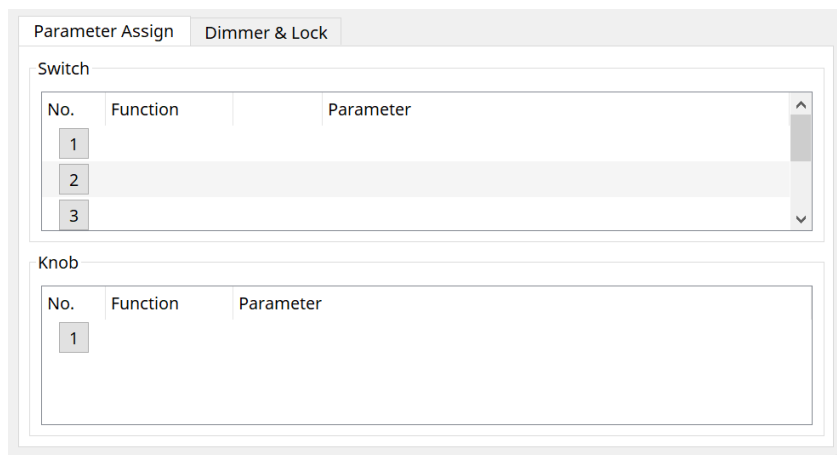 Parameter Assign Dimmer & Lock
Switch
No. Function Parameter
1
2
3
Knob
No. Function Parameter
1